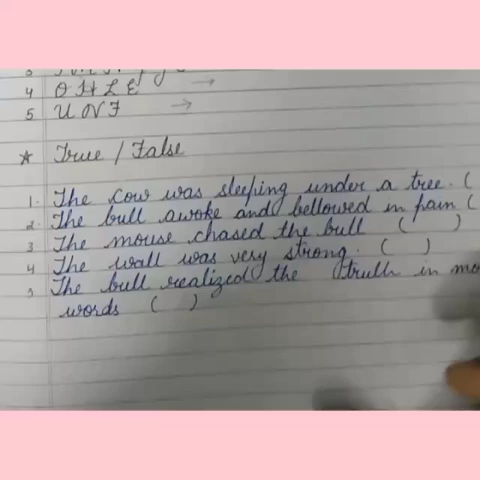 4 O H L E →
5 U N F →
* True / False
1. The cow was sleeping under a tree. (
2. The bull awoke and bellowed in pain (
3 The mouse chased the bull ( )
4 The wall was very strong. ( )
5 The bull realized the truth in
words ( )